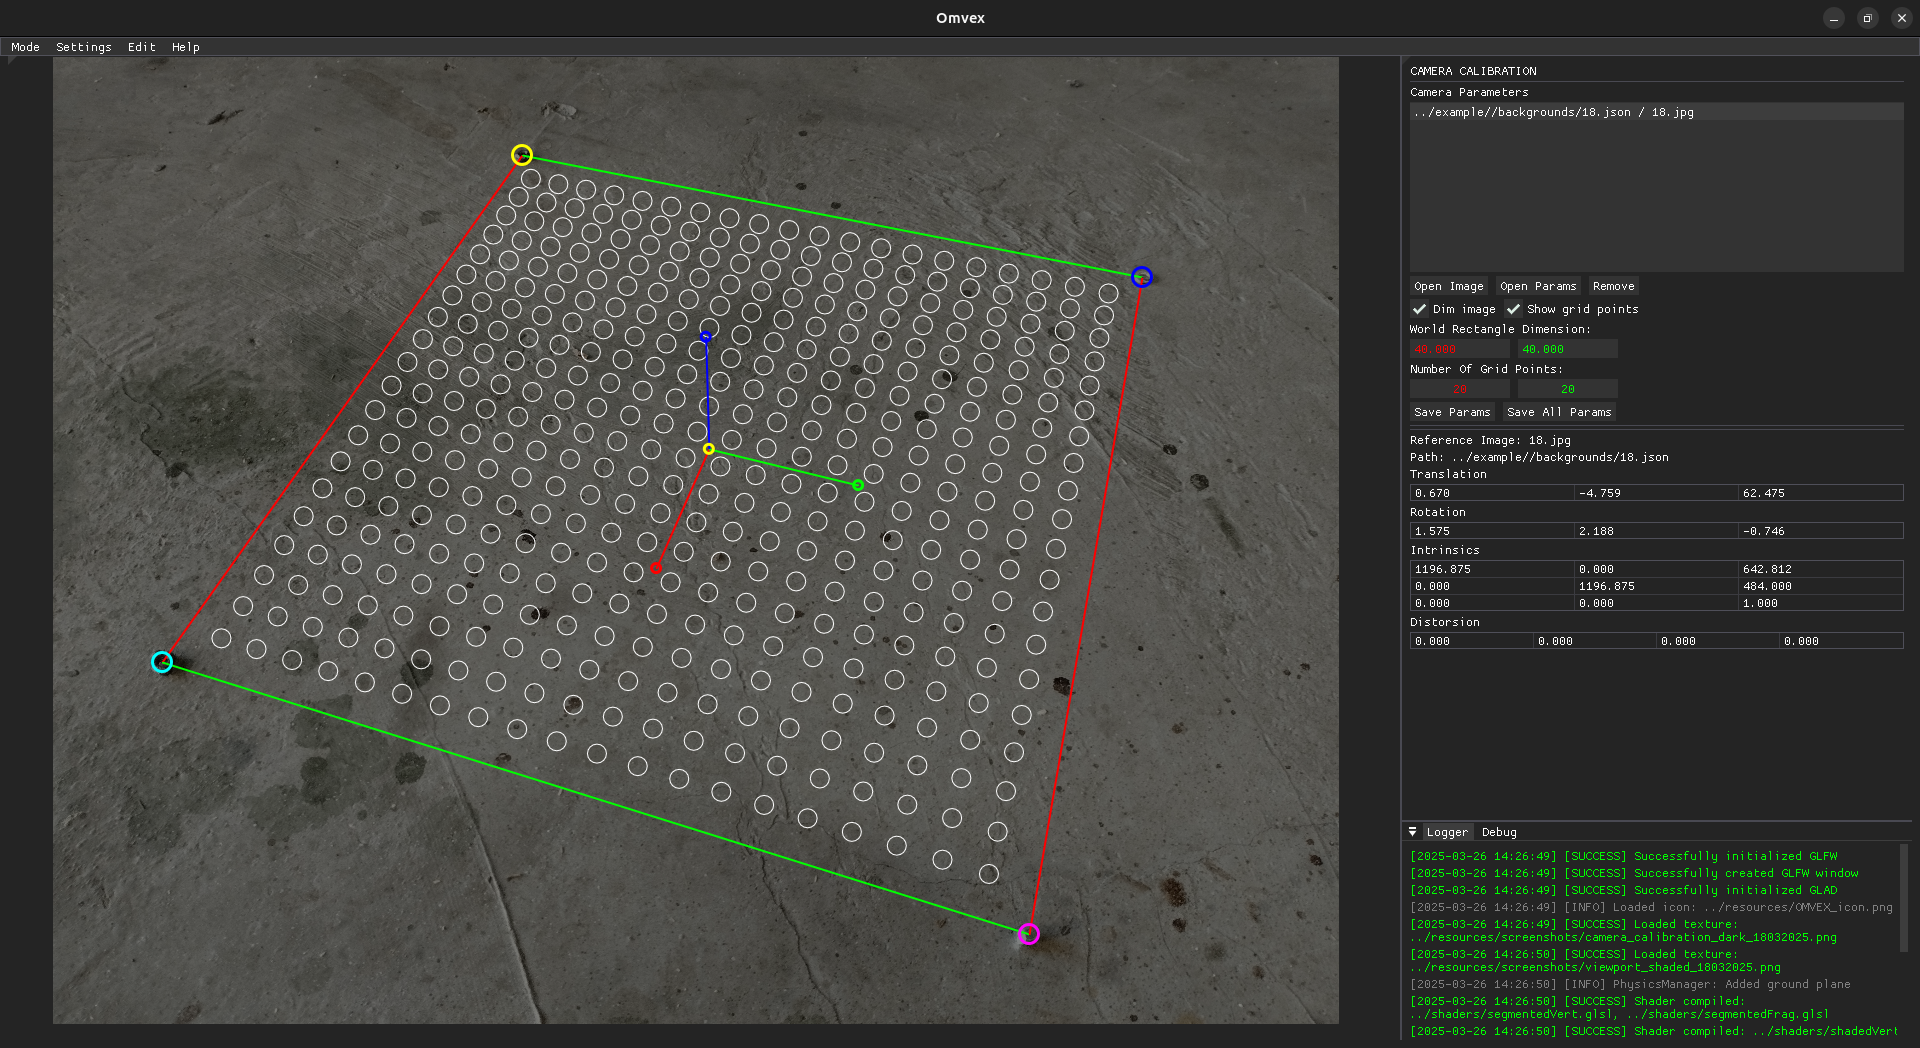 Omvex
Mode Settings Edit Help
CAMERA CALIBRATION
Camera Parameters
../example//backgrounds/18.json / 18.jpg
Open Image Open Params Remove
Dim image Show grid points
World Rectangle Dimension:
40.000 40.000
Number Of Grid Points:
20 20
Save Params Save All Params
Reference Image: 18.jpg
Path: ../example//backgrounds/18.json
Translation
0.670 -4.759 62.475
Rotation
1.575 2.188 -0.746
Intrinsics
1196.875 0.000 642.812
0.000 1196.875 484.000
0.000 0.000 1.000
Distorsion
0.000 0.000 0.000 0.000
Logger Debug
[2025-03-26 14:26:49] [SUCCESS] Successfully initialized GLFW
[2025-03-26 14:26:49] [SUCCESS] Successfully created GLFW window
[2025-03-26 14:26:49] [SUCCESS] Successfully initialized GLAD
[2025-03-26 14:26:49] [INFO] Loaded icon: ../resources/OMVEX_icon.png
[2025-03-26 14:26:49] [SUCCESS] Loaded texture:
../resources/screenshots/camera_calibration_dark_18032025.png
[2025-03-26 14:26:50] [SUCCESS] Loaded texture:
../resources/screenshots/viewport_shaded_18032025.png
[2025-03-26 14:26:50] [INFO] PhysicsManager: Added ground plane
[2025-03-26 14:26:50] [SUCCESS] Shader compiled:
../shaders/segmentedVert.glsl, ../shaders/segmentedFrag.glsl
[2025-03-26 14:26:50] [SUCCESS] Shader compiled: ../shaders/shadedVert